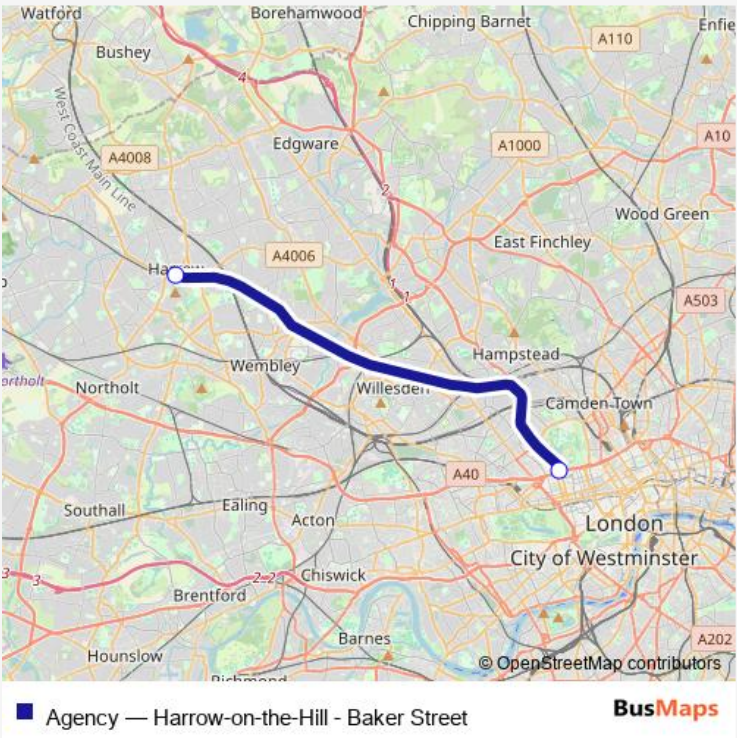 Watford
Borehamwood
Chipping Barnet
Enfie
Bushey
A110
4
West Coast Main Line
A4008
Edgware
A1000
A10
2
Wood Green
East Finchley
A4006
Harrow
1
1
A503
Hampstead
Wembley
ortholt
Northolt
Willesden
Camden Town
A40
Southall
Ealing
Acton
London
City of Westminster
3
3
2
2
Chiswick
Brentford
Barnes
A202
Hounslow
© OpenStreetMap contributors
Richmond
Agency — Harrow-on-the-Hill - Baker Street
BusMaps